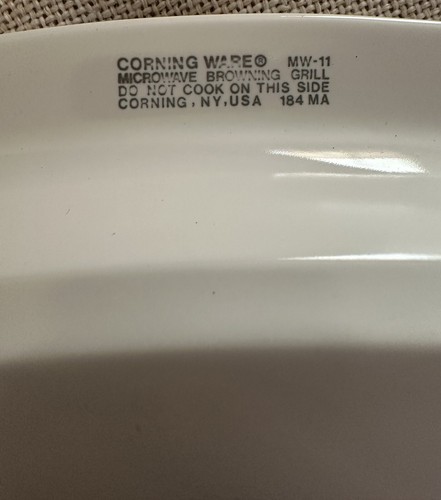 CORNING WARE® MW-11
MICROWAVE BROWNING GRILL
DO NOT COOK ON THIS SIDE
CORNING, NY, USA 184 MA